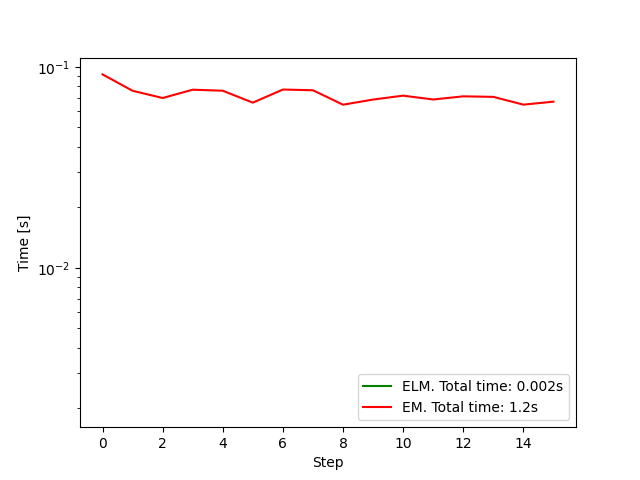 10⁻¹
10⁻²
Time [s]
ELM. Total time: 0.002s
EM. Total time: 1.2s
0 2 4 6 8 10 12 14
Step